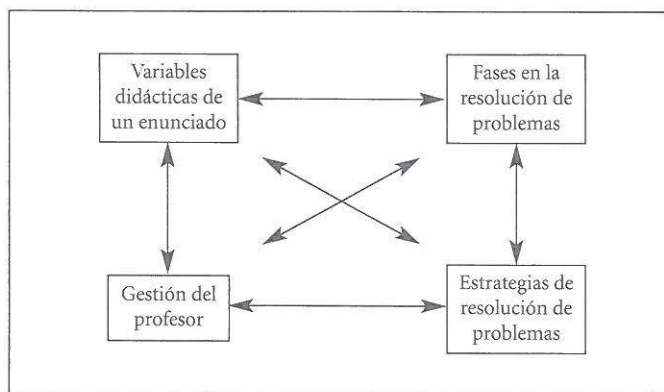 Variables
didácticas de
un enunciado
Fases en la
resolución de
problemas
Gestión del
profesor
Estrategias de
resolución de
problemas